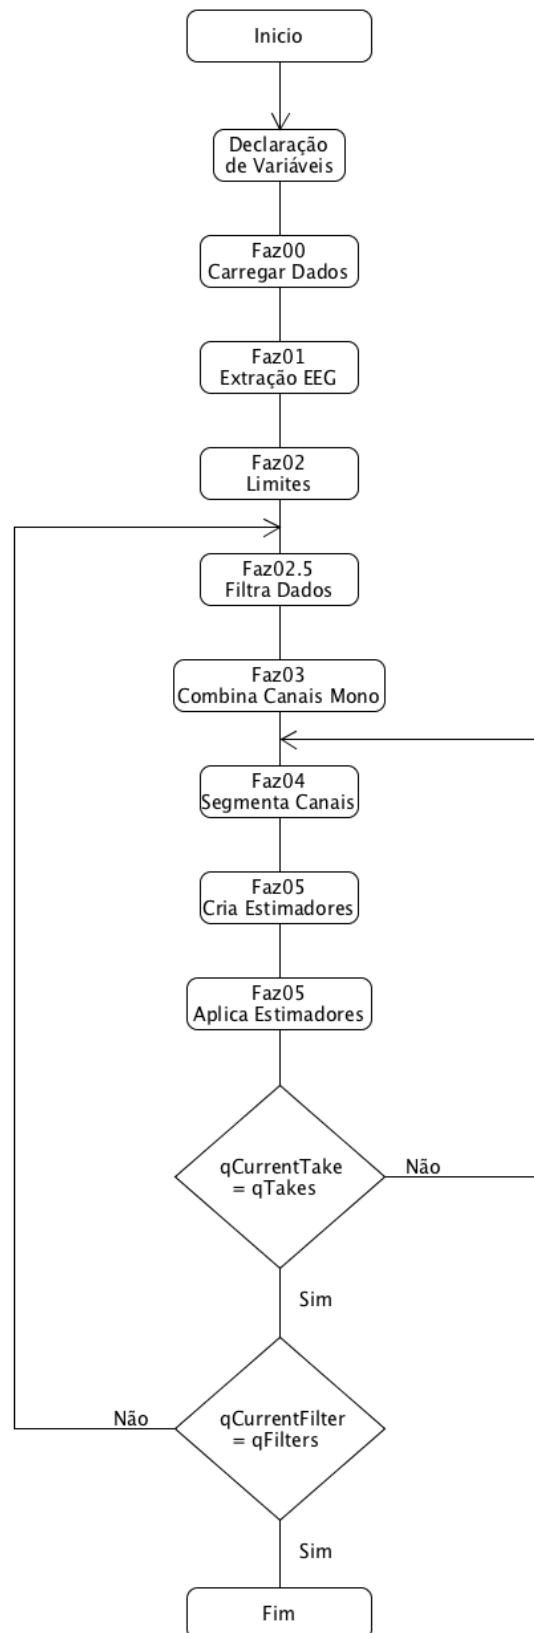 Inicio
Declaração
de Variáveis
Faz00
Carregar Dados
Faz01
Extração EEG
Faz02
Limites
Faz02.5
Filtra Dados
Faz03
Combina Canais Mono
Faz04
Segmenta Canais
Faz05
Cria Estimadores
Faz05
Aplica Estimadores
qCurrentTake
= qTakes
Não
Sim
Não
qCurrentFilter
= qFilters
Sim
Fim